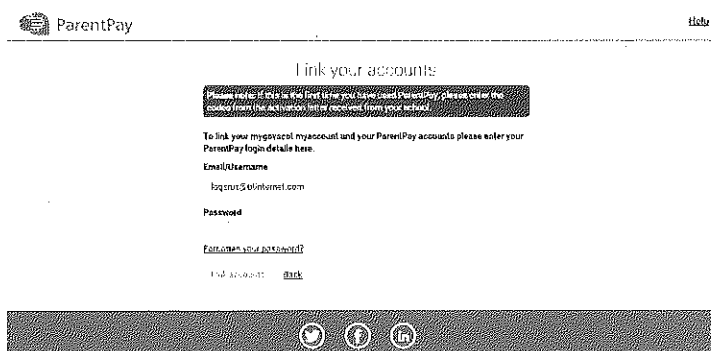 ParentPay
Help
Link your accounts
Please note: If this is the first time you have used ParentPay, please enter the
codes from the activation letter received from your school.
To link your mygovscot myaccount and your ParentPay accounts please enter your
ParentPay login details here.
Email/Username
Password
Forgotten your password?
Link accounts Back